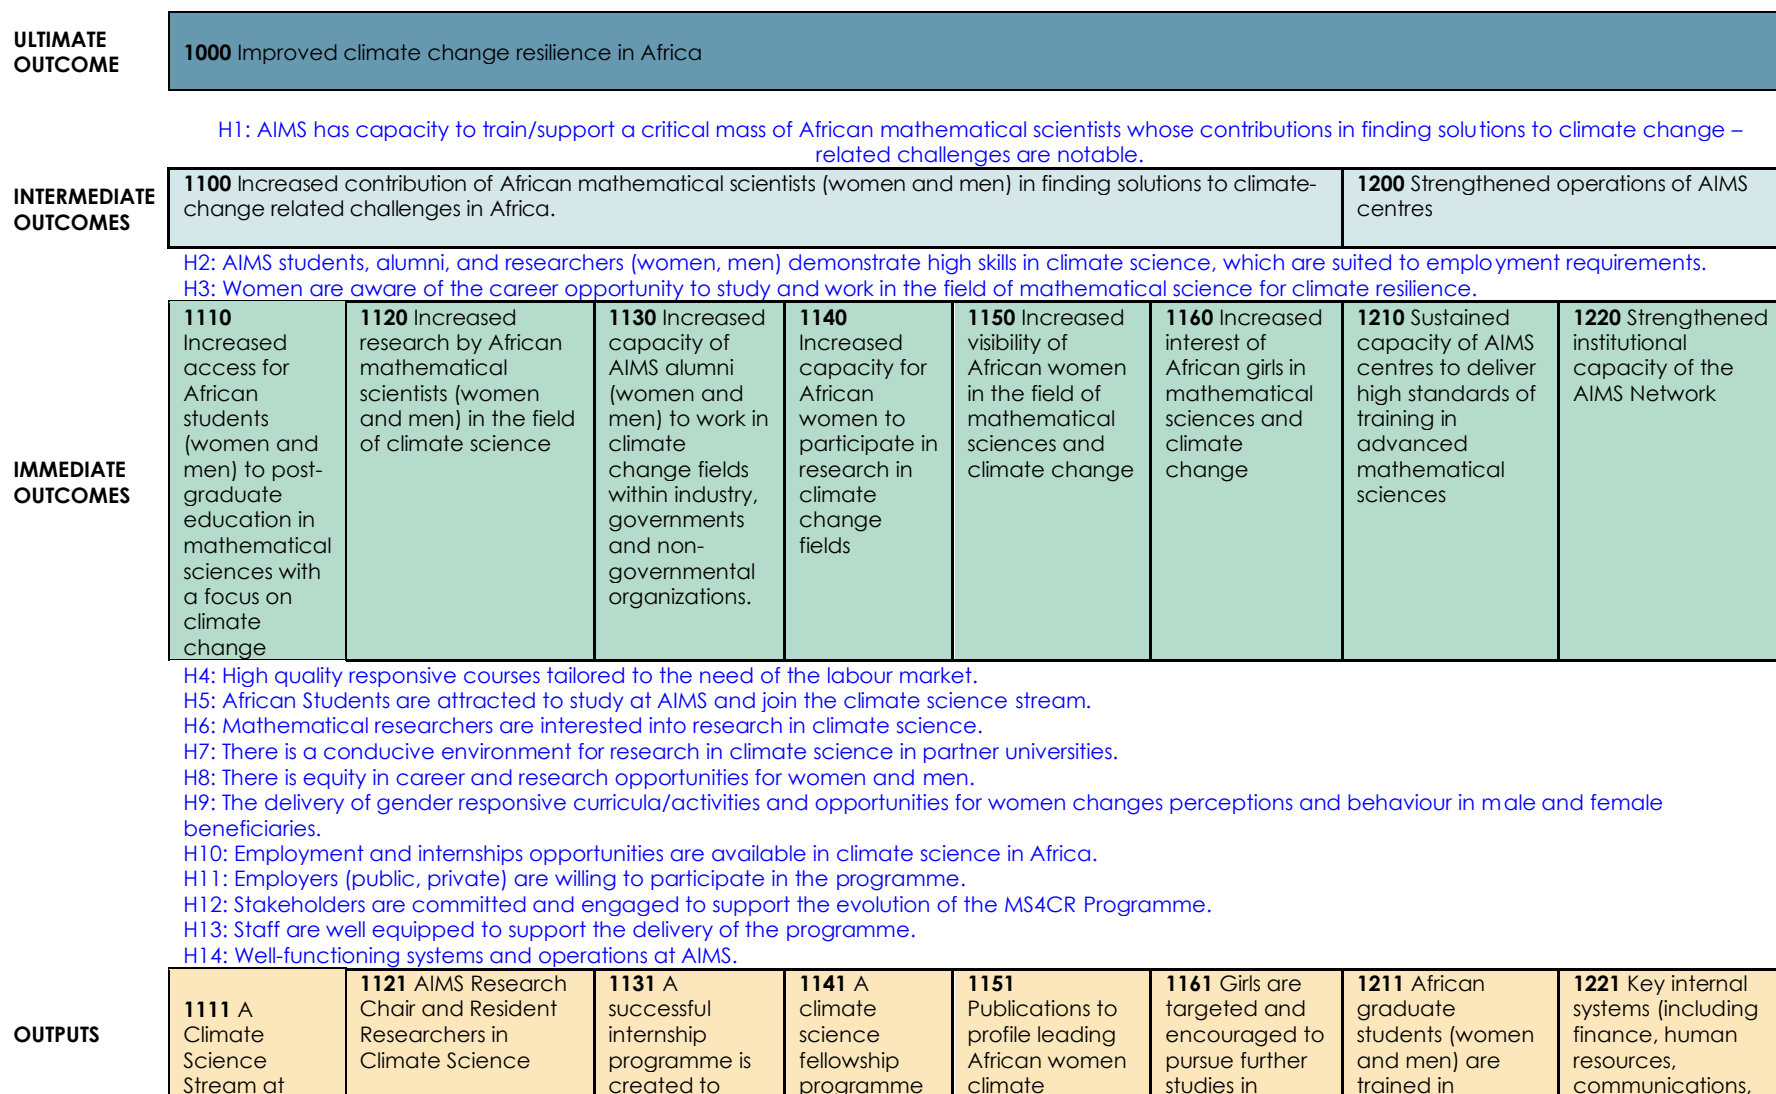 ULTIMATE
OUTCOME
1000 Improved climate change resilience in Africa
H1: AIMS has capacity to train/support a critical mass of African mathematical scientists whose contributions in finding solutions to climate change –
related challenges are notable.
INTERMEDIATE
OUTCOMES
1100 Increased contribution of African mathematical scientists (women and men) in finding solutions to climate-
change related challenges in Africa.
1200 Strengthened operations of AIMS
centres
H2: AIMS students, alumni, and researchers (women, men) demonstrate high skills in climate science, which are suited to employment requirements.
H3: Women are aware of the career opportunity to study and work in the field of mathematical science for climate resilience.
IMMEDIATE
OUTCOMES
1110
Increased
access for
African
students
(women and
men) to post-
graduate
education in
mathematical
sciences with
a focus on
climate
change
1120 Increased
research by African
mathematical
scientists (women
and men) in the field
of climate science
1130 Increased
capacity of
AIMS alumni
(women and
men) to work in
climate
change fields
within industry,
governments
and non-
governmental
organizations.
1140
Increased
capacity for
African
women to
participate in
research in
climate
change
fields
1150 Increased
visibility of
African women
in the field of
mathematical
sciences and
climate change
1160 Increased
interest of
African girls in
mathematical
sciences and
climate
change
1210 Sustained
capacity of AIMS
centres to deliver
high standards of
training in
advanced
mathematical
sciences
1220 Strengthened
institutional
capacity of the
AIMS Network
H4: High quality responsive courses tailored to the need of the labour market.
H5: African Students are attracted to study at AIMS and join the climate science stream.
H6: Mathematical researchers are interested into research in climate science.
H7: There is a conducive environment for research in climate science in partner universities.
H8: There is equity in career and research opportunities for women and men.
H9: The delivery of gender responsive curricula/activities and opportunities for women changes perceptions and behaviour in male and female
beneficiaries.
H10: Employment and internships opportunities are available in climate science in Africa.
H11: Employers (public, private) are willing to participate in the programme.
H12: Stakeholders are committed and engaged to support the evolution of the MS4CR Programme.
H13: Staff are well equipped to support the delivery of the programme.
H14: Well-functioning systems and operations at AIMS.
OUTPUTS
1111 A
Climate
Science
Stream at
1121 AIMS Research
Chair and Resident
Researchers in
Climate Science
1131 A
successful
internship
programme is
created to
1141 A
climate
science
fellowship
programme
1151
Publications to
profile leading
African women
climate
1161 Girls are
targeted and
encouraged to
pursue further
studies in
1211 African
graduate
students (women
and men) are
trained in
1221 Key internal
systems (including
finance, human
resources,
communications,